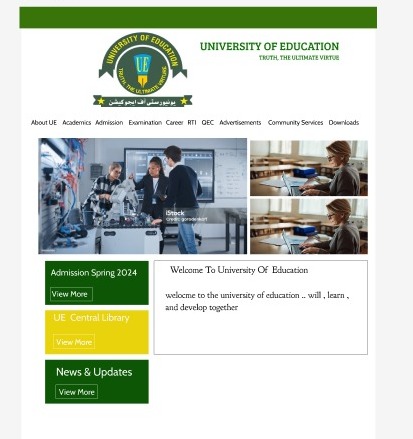 UNIVERSITY OF EDUCATION
UE
TRUTH, THE ULTIMATE VIRTUE
یونیورسٹی آف ایجوکیشن
UNIVERSITY OF EDUCATION
TRUTH, THE ULTIMATE VIRTUE
About UE Academics Admission Examination Career RTI QEC Advertisements Community Services Downloads
iStock
Credit: gorodenkoff
Admission Spring 2024
View More
UE Central Library
View More
News & Updates
View More
Welcome To University Of Education
welocme to the university of education .. will , learn ,
and develop together